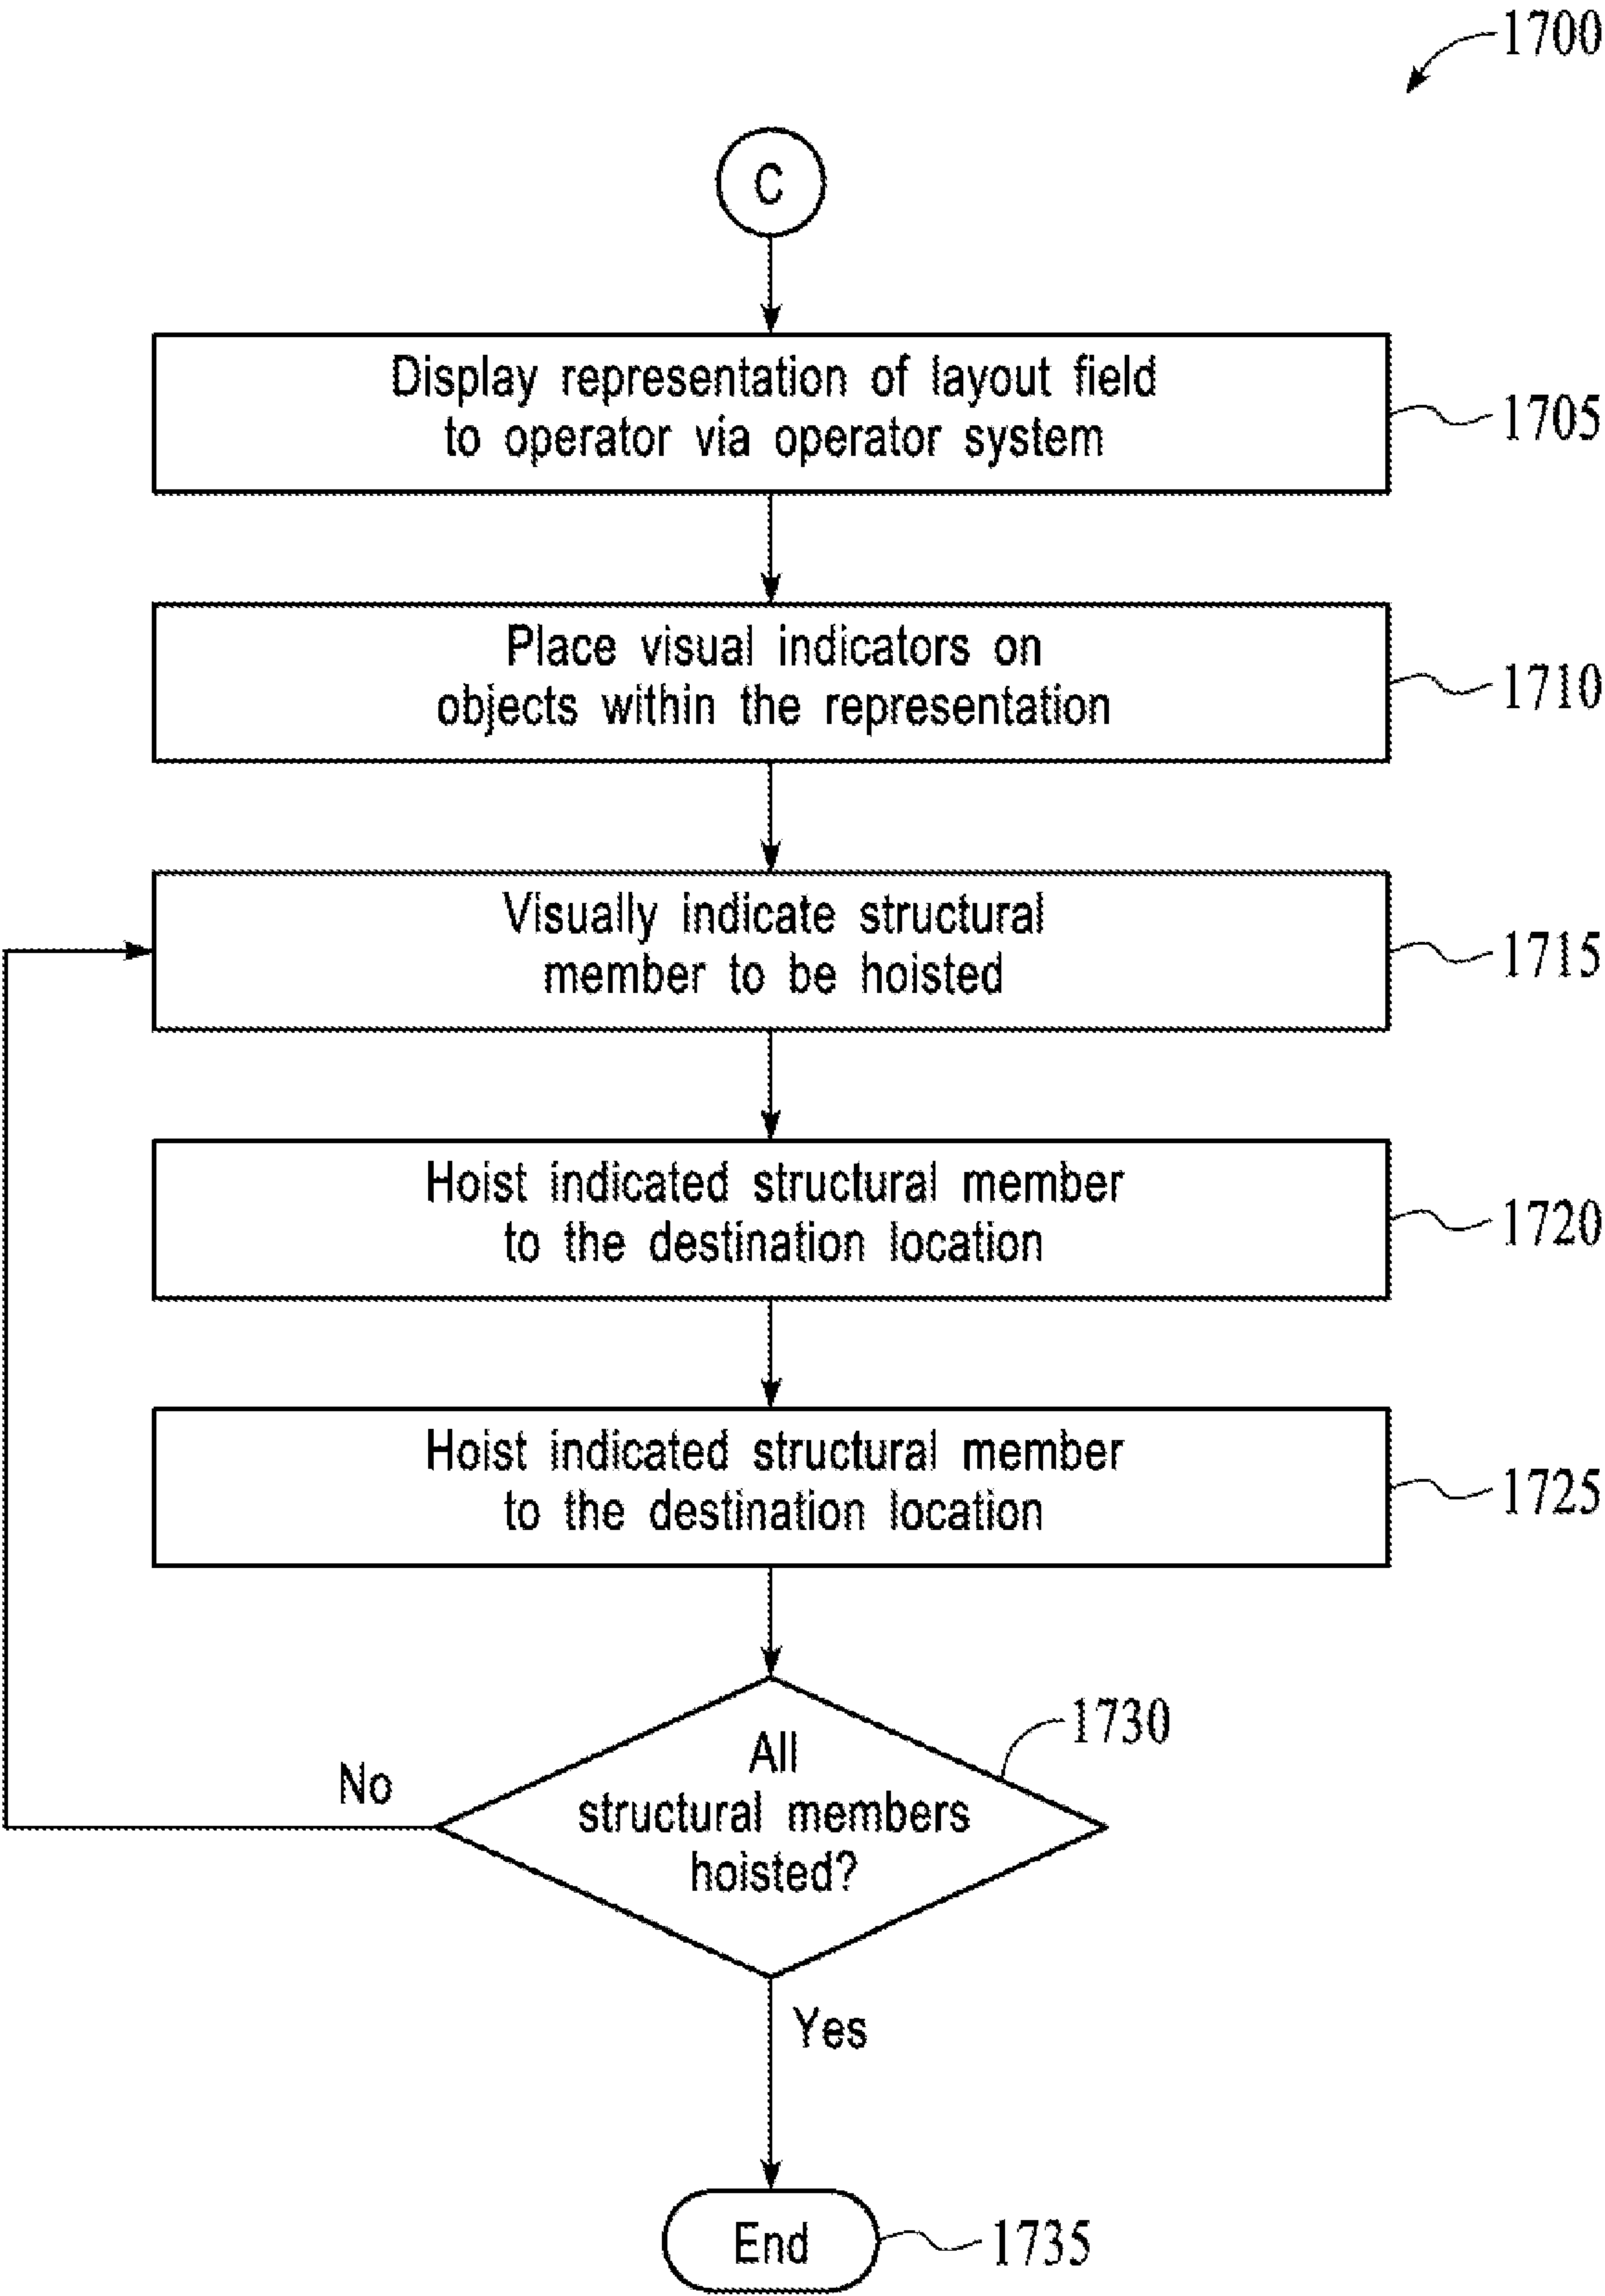 1700
C
Display representation of layout field
to operator via operator system
1705
Place visual indicators on
objects within the representation
1710
Visually indicate structural
member to be hoisted
1715
Hoist indicated structural member
to the destination location
1720
Hoist indicated structural member
to the destination location
1725
1730
All
structural members
hoisted?
No
Yes
End
1735